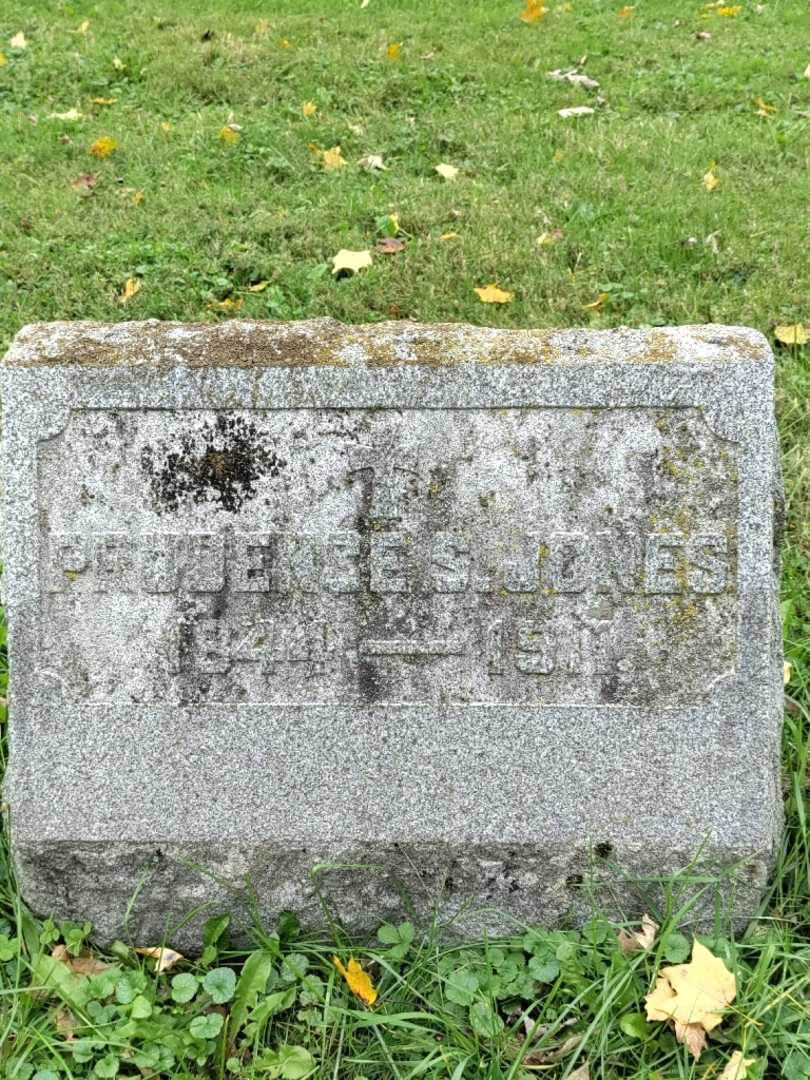 PRUDENCE S. JONES
1844 — 1911.